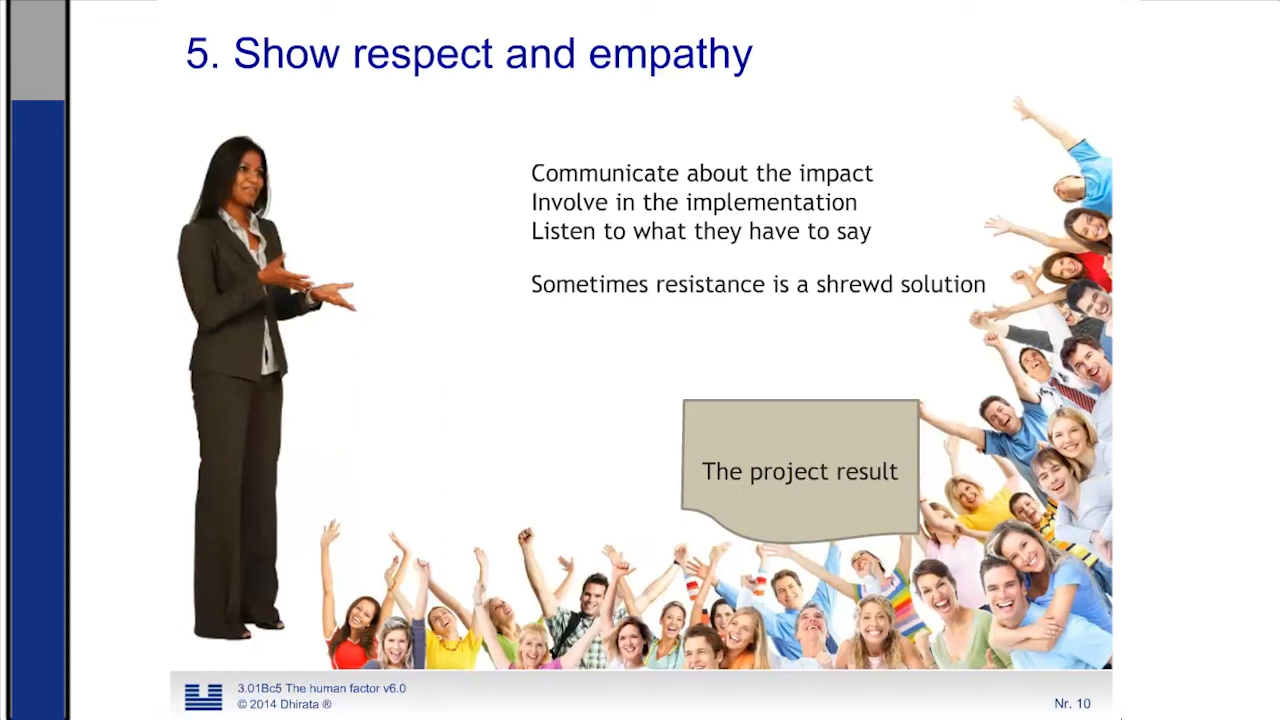 5. Show respect and empathy
Communicate about the impact
Involve in the implementation
Listen to what they have to say
Sometimes resistance is a shrewd solution
The project result
3.01Bc5 The human factor v6.0
© 2014 Dhirata ®
Nr. 10